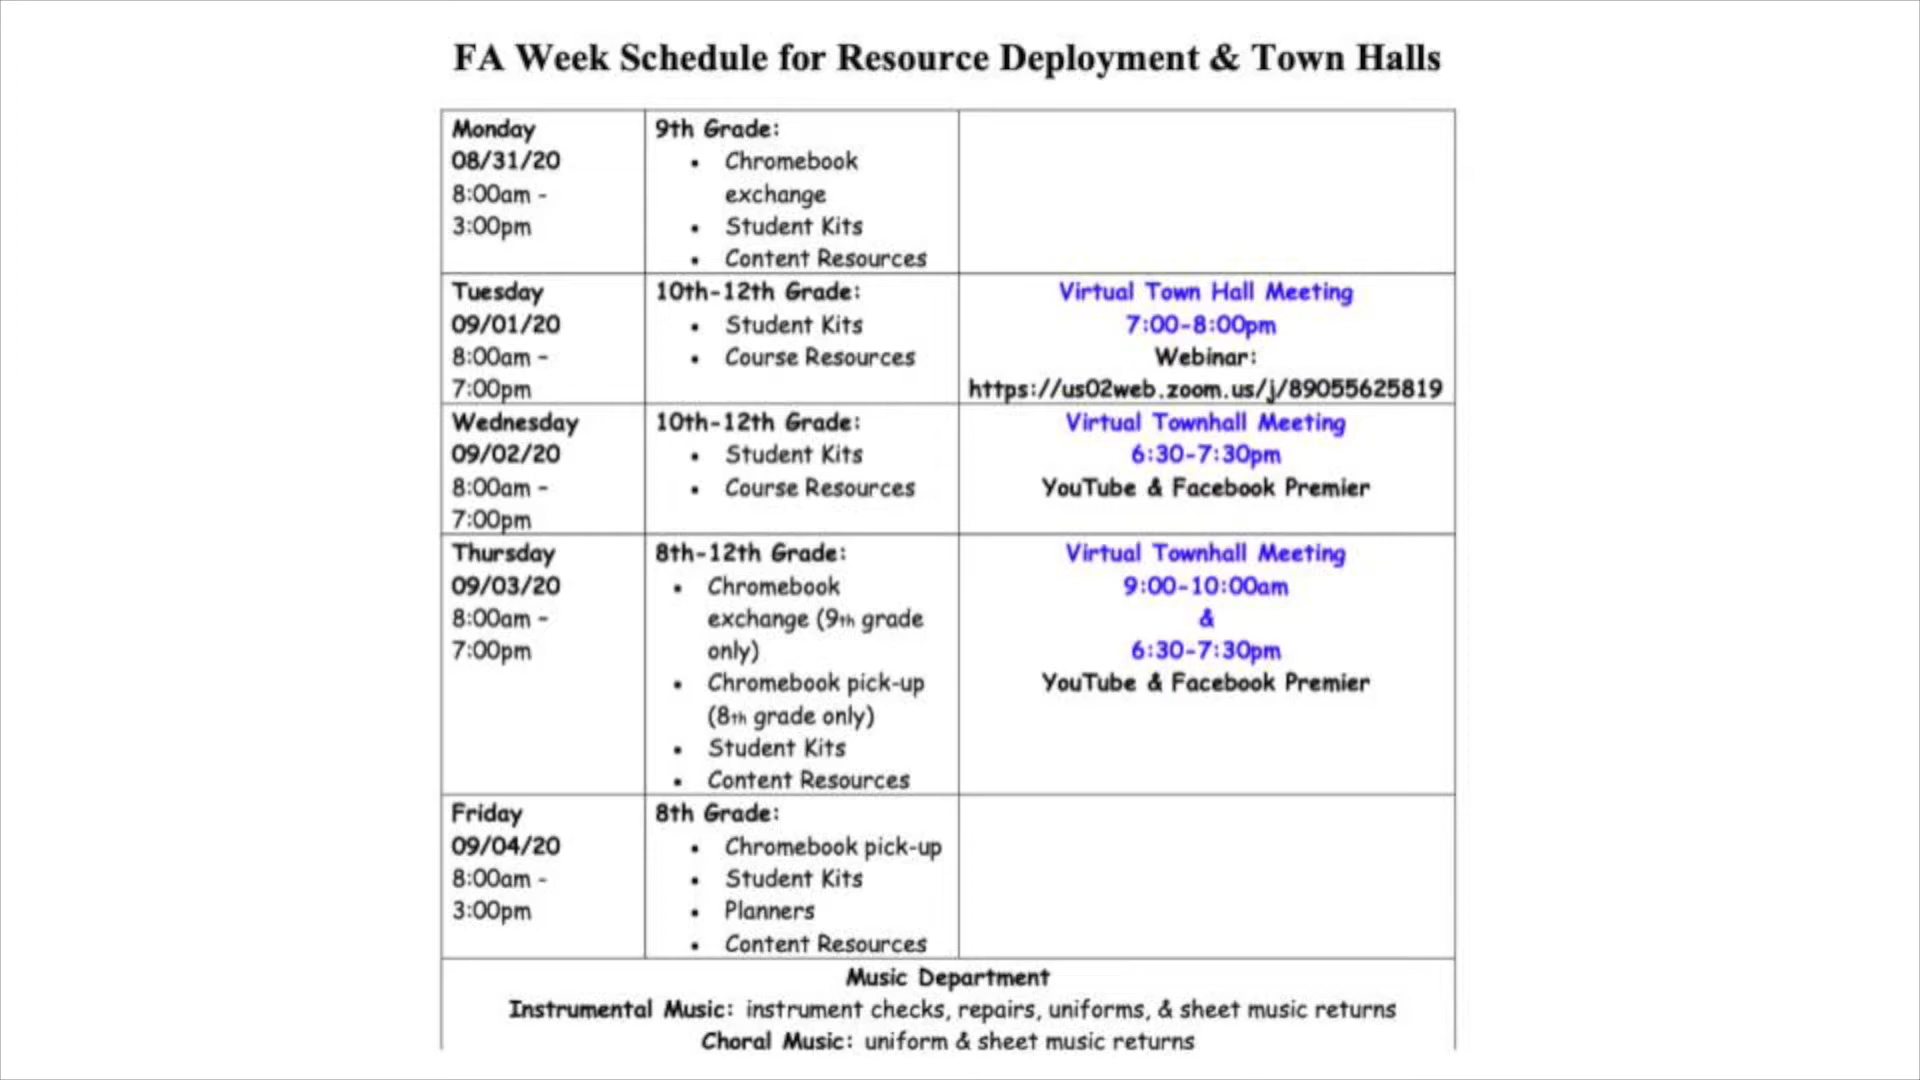 FA Week Schedule for Resource Deployment & Town Halls
Monday
08/31/20
8:00am -
3:00pm
9th Grade:
• Chromebook
exchange
• Student Kits
• Content Resources
Tuesday
09/01/20
8:00am -
7:00pm
10th-12th Grade:
• Student Kits
• Course Resources
Virtual Town Hall Meeting
7:00-8:00pm
Webinar:
https://us02web.zoom.us/j/89055625819
Wednesday
09/02/20
8:00am -
7:00pm
10th-12th Grade:
• Student Kits
• Course Resources
Virtual Townhall Meeting
6:30-7:30pm
YouTube & Facebook Premier
Thursday
09/03/20
8:00am -
7:00pm
8th-12th Grade:
• Chromebook
exchange (9th grade
only)
• Chromebook pick-up
(8th grade only)
• Student Kits
• Content Resources
Virtual Townhall Meeting
9:00-10:00am
&
6:30-7:30pm
YouTube & Facebook Premier
Friday
09/04/20
8:00am -
3:00pm
8th Grade:
• Chromebook pick-up
• Student Kits
• Planners
• Content Resources
Music Department
Instrumental Music: instrument checks, repairs, uniforms, & sheet music returns
Choral Music: uniform & sheet music returns